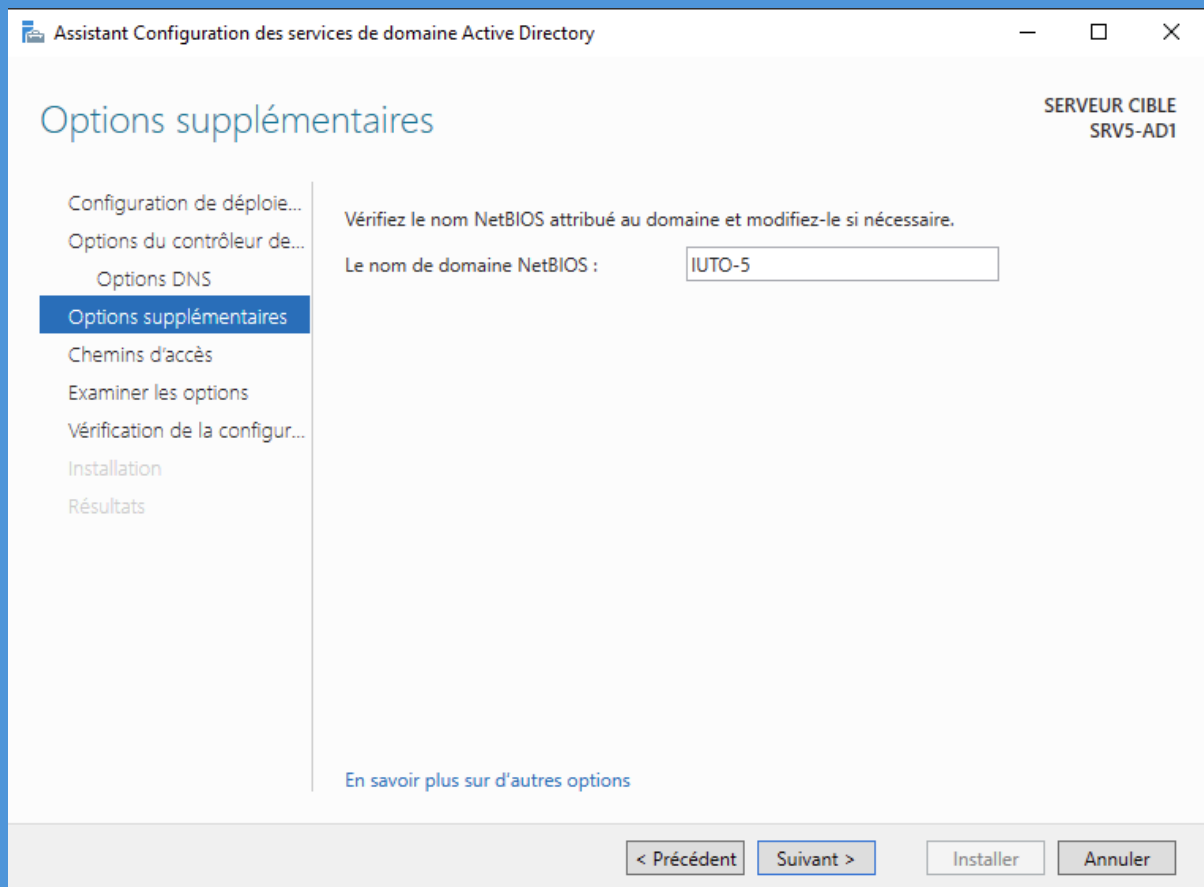 Assistant Configuration des services de domaine Active Directory
Options supplémentaires
SERVEUR CIBLE
SRV5-AD1
Configuration de déploie...
Options du contrôleur de...
Options DNS
Options supplémentaires
Chemins d'accès
Examiner les options
Vérification de la configur...
Installation
Résultats
Vérifiez le nom NetBIOS attribué au domaine et modifiez-le si nécessaire.
Le nom de domaine NetBIOS :
IUTO-5
En savoir plus sur d'autres options
< Précédent
Suivant >
Installer
Annuler